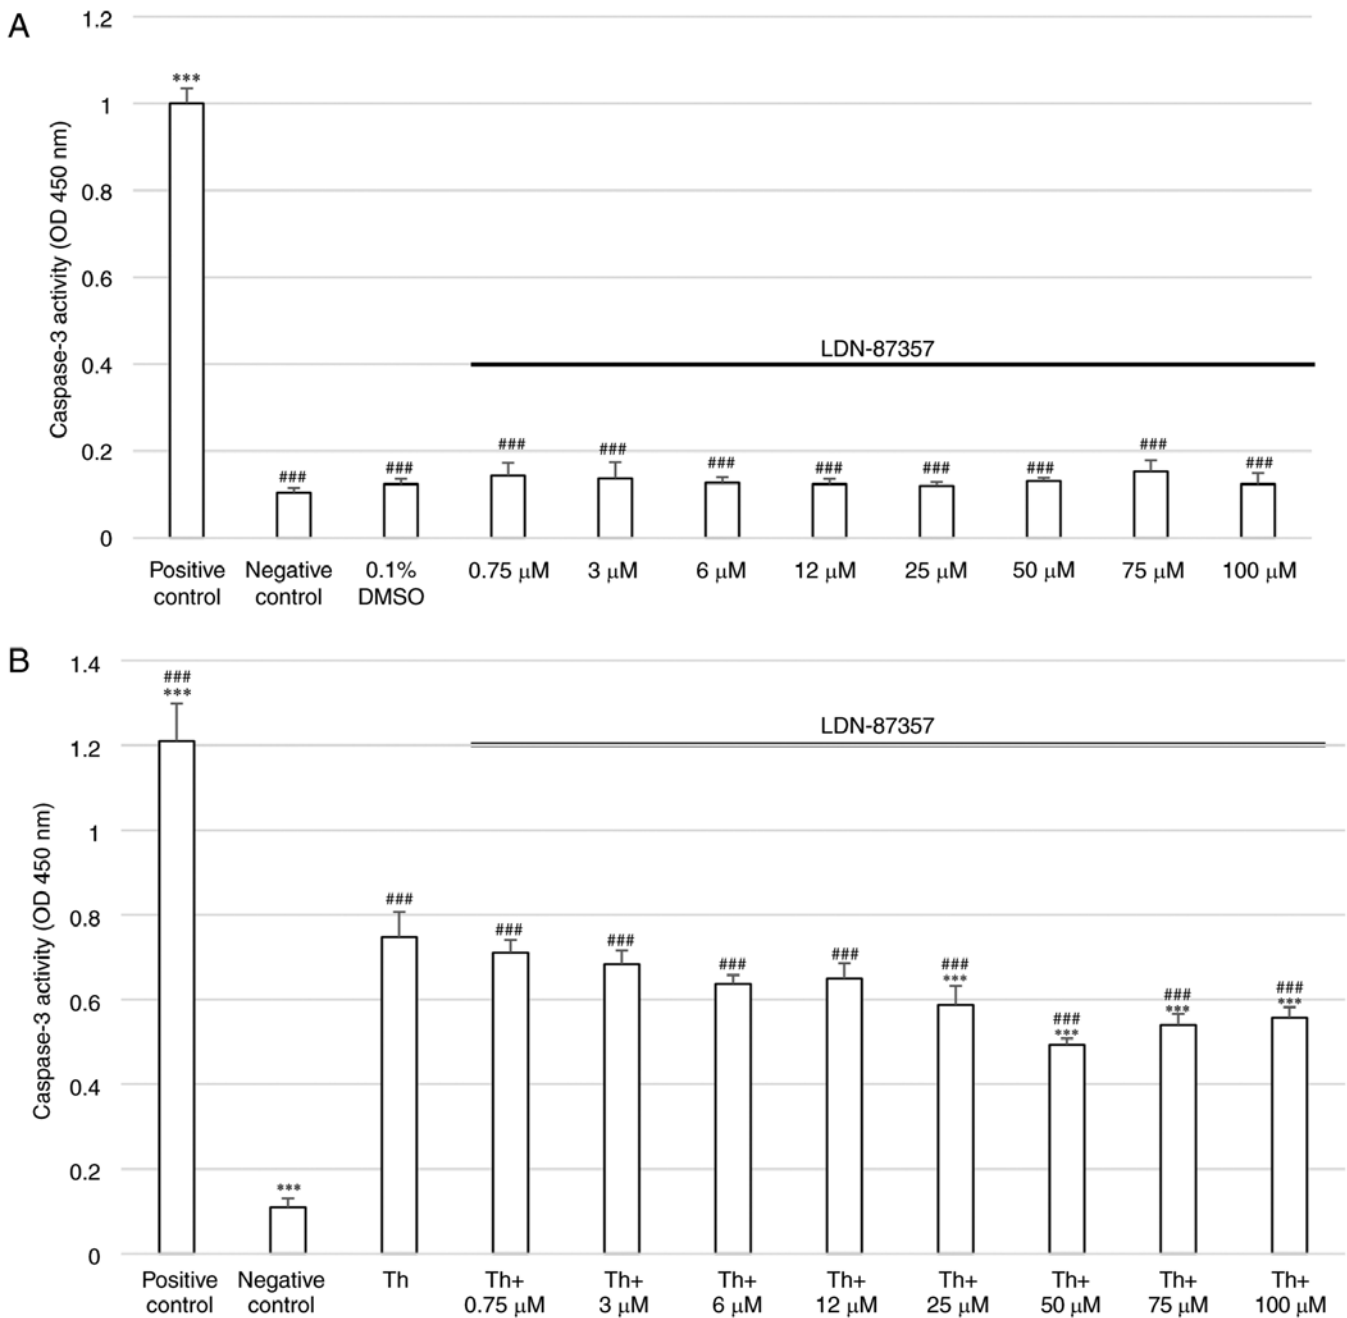 A
1.2
1
0.8
0.6
0.4
0.2
0
Caspase-3 activity (OD 450 nm)
***
LDN-87357
### ### ### ### ### ### ### ### ### ###
Positive control
Negative control
0.1% DMSO
0.75 μM
3 μM
6 μM
12 μM
25 μM
50 μM
75 μM
100 μM
B
1.4
1.2
1
0.8
0.6
0.4
0.2
0
Caspase-3 activity (OD 450 nm)
###
***
LDN-87357
***
###
###
###
###
###
###
***
###
***
###
***
###
***
Positive control
Negative control
Th
Th+ 0.75 μM
Th+ 3 μM
Th+ 6 μM
Th+ 12 μM
Th+ 25 μM
Th+ 50 μM
Th+ 75 μM
Th+ 100 μM